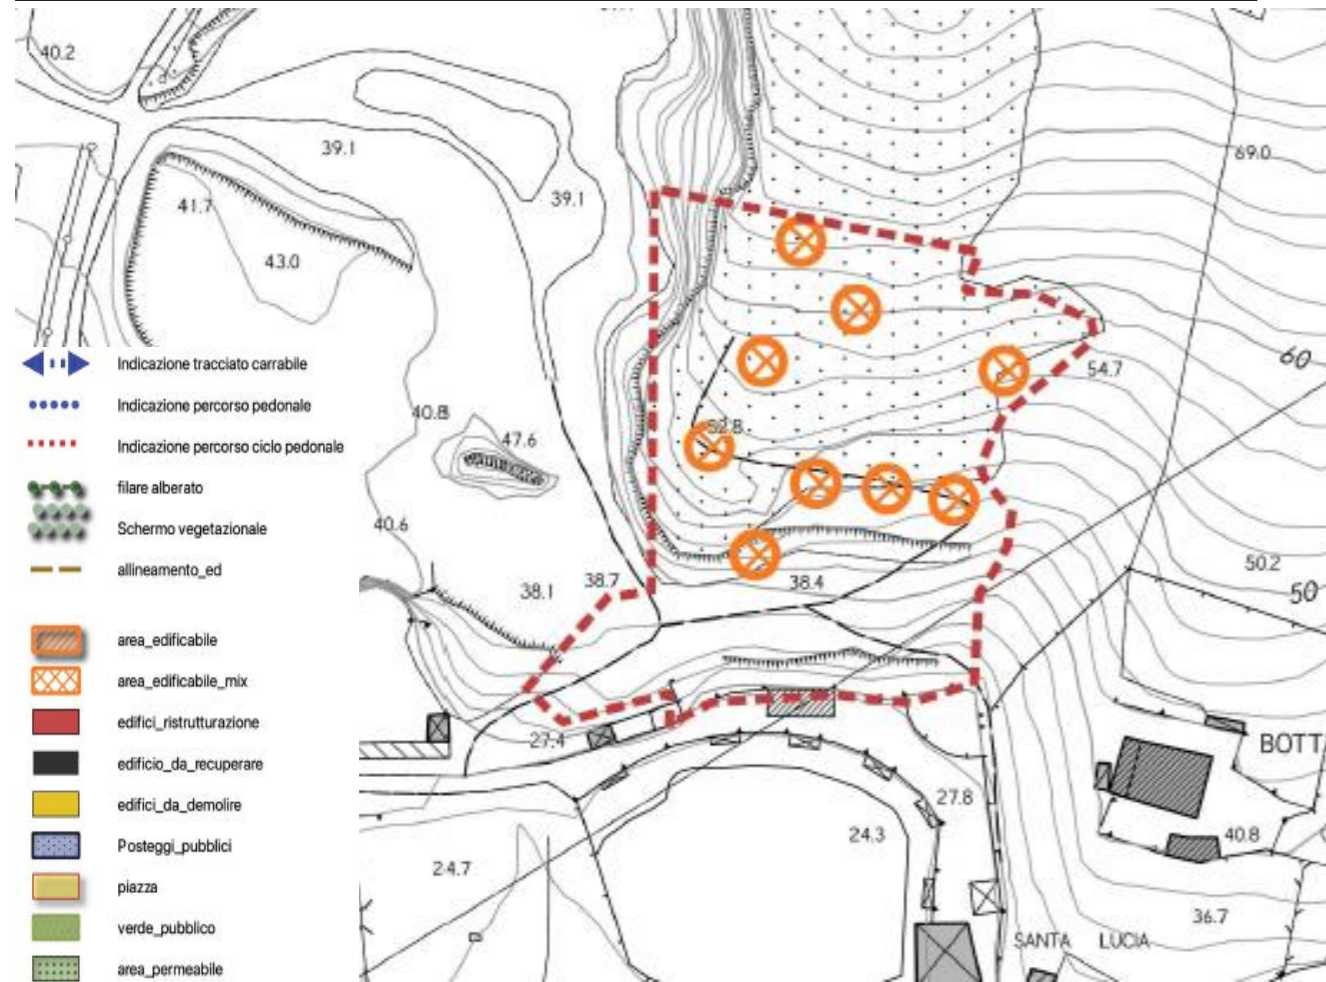 40.2
39.1
39.1
69.0
41.7
43.0
60
54.7
40.8
47.6
52.8
40.6
38.1
38.7
38.4
50.2
50
27.4
BOTT
27.8
24.3
40.8
24.7
36.7
SANTA LUCIA
Indicazione tracciato carrabile
Indicazione percorso pedonale
Indicazione percorso ciclo pedonale
filare alberato
Schermo vegetazionale
allineamento_ed
area_edificabile
area_edificabile_mix
edifici_ristrutturazione
edificio_da_recuperare
edifici_da_demolire
Posteggi_pubblici
piazza
verde_pubblico
area_permeabile